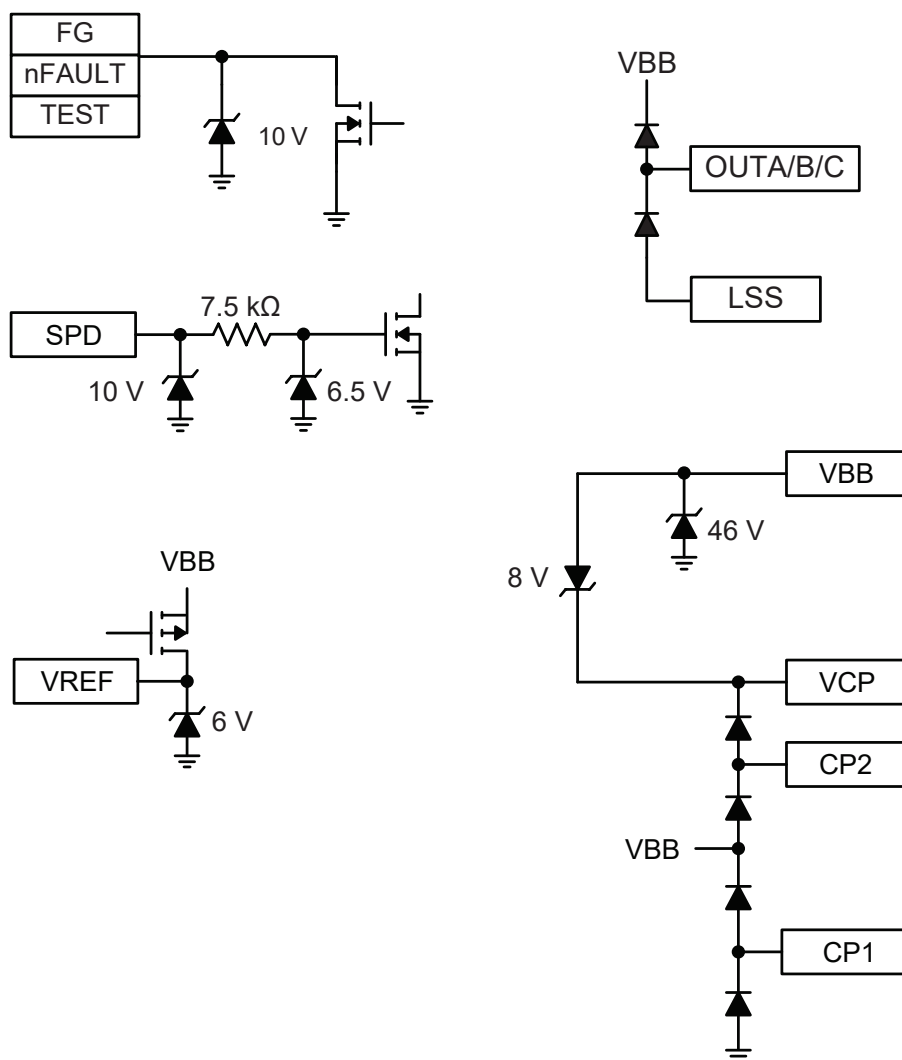 FG
nFAULT
TEST
10 V
VBB
OUTA/B/C
LSS
7.5 kΩ
SPD
10 V
6.5 V
VBB
46 V
8 V
VBB
VREF
6 V
VCP
CP2
VBB
CP1